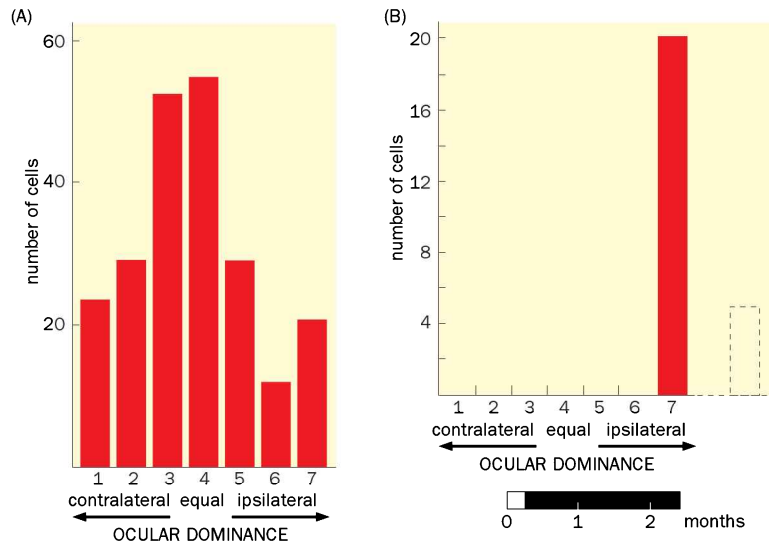 (A)
number of cells
60
40
20
1 2 3 4 5 6 7
contralateral equal ipsilateral
OCULAR DOMINANCE
(B)
number of cells
20
16
12
8
4
1 2 3 4 5 6 7
contralateral equal ipsilateral
OCULAR DOMINANCE
0 1 2 months